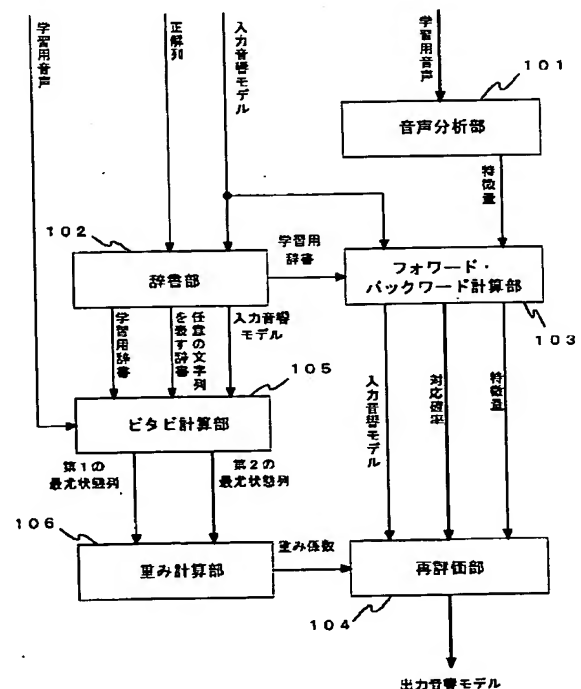 学習用音声
正解列
入力音響モデル
学習用音声
101
音声分析部
特徴量
102
学習用
辞書
辞書部
フォワード・
バックワード計算部
103
学習用辞書
任意の文字列
を表す辞書
入力音響
モデル
105
ビタビ計算部
入力音響モデル
対応確率
特徴量
第1の
最尤状態列
第2の
最尤状態列
106
重み計算部
重み係数
再評価部
104
出力音響モデル